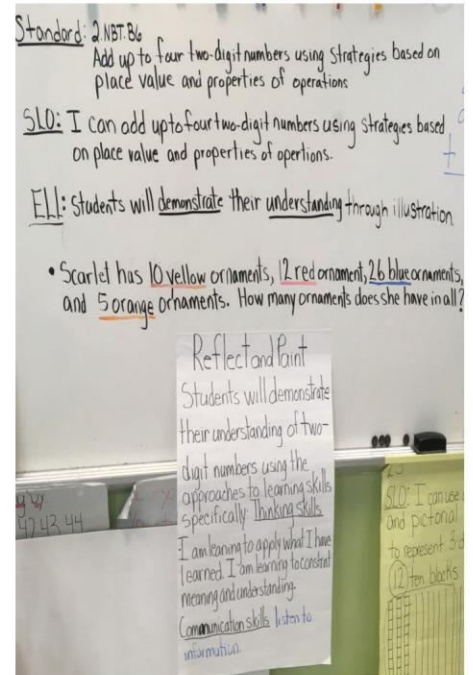 Standard: 2.NBT.B6
Add up to four two-digit numbers using strategies based on
place value and properties of operations
SLO: I can add up to four two-digit numbers using strategies based
on place value and properties of opertions.
ELL: Students will demonstrate their understanding through illustration
• Scarlet has 10 yellow ornaments, 12 red ornament, 26 blue ornaments,
and 5 orange ornaments. How many ornaments does she have in all?
+
Reflect and Paint
Students will demonstrate
their understanding of two-
digit numbers using the
approaches to learning skills
specifically: Thinking skills
I am leaning to apply what I have
learned. I am learning to constret
meaning and understanding.
Communication skills listen to
information.
42 43 44
SLO: I can use
and pictorial
to represent 3 d
12 ten blocks